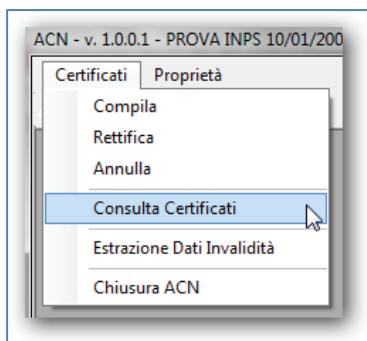 ACN - v. 1.0.0.1 - PROVA INPS 10/01/200
Certificati Proprietà
Compila
Rettifica
Annulla
Consulta Certificati
Estrazione Dati Invalidità
Chiusura ACN